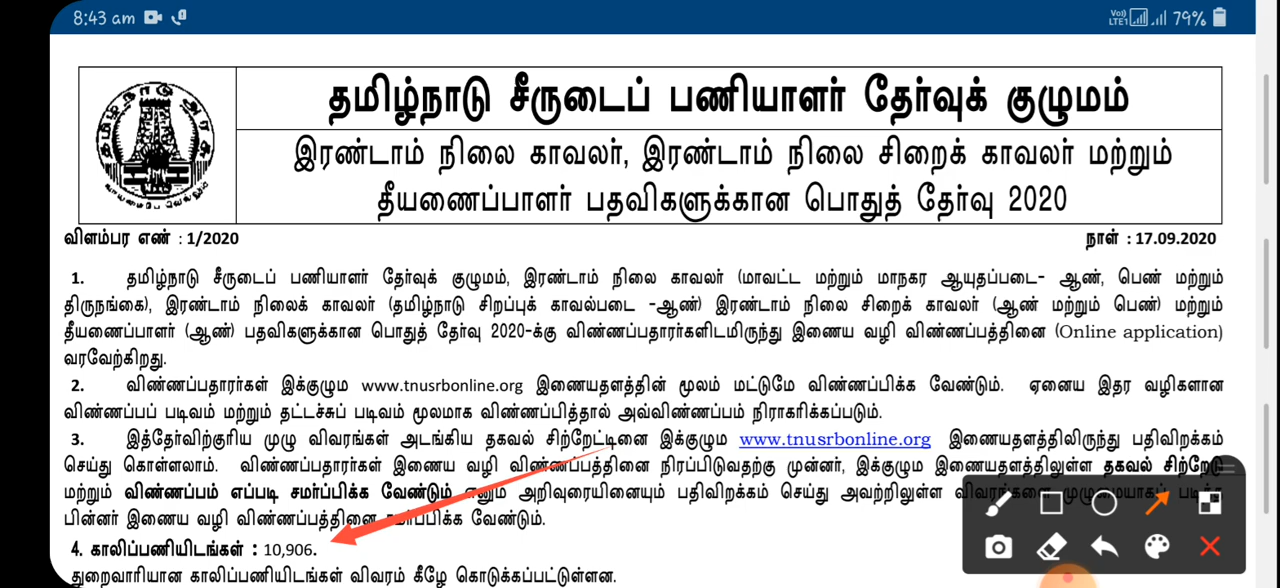 8:43 am
Vo))
LTE1
79%
தமிழ்நாடு சீருடைப் பணியாளர் தேர்வுக் குழுமம்
இரண்டாம் நிலை காவலர், இரண்டாம் நிலை சிறைக் காவலர் மற்றும்
தீயணைப்பாளர் பதவிகளுக்கான பொதுத் தேர்வு 2020
விளம்பர எண் : 1/2020
நாள் : 17.09.2020
1. தமிழ்நாடு சீருடைப் பணியாளர் தேர்வுக் குழுமம், இரண்டாம் நிலை காவலர் (மாவட்ட மற்றும் மாநகர ஆயுதப்படை- ஆண், பெண் மற்றும்
திருநங்கை), இரண்டாம் நிலைக் காவலர் (தமிழ்நாடு சிறப்புக் காவல்படை -ஆண்) இரண்டாம் நிலை சிறைக் காவலர் (ஆண் மற்றும் பெண்) மற்றும்
தீயணைப்பாளர் (ஆண்) பதவிகளுக்கான பொதுத் தேர்வு 2020-க்கு விண்ணப்பதாரர்களிடமிருந்து இணைய வழி விண்ணப்பத்தினை (Online application)
வரவேற்கிறது.
2. விண்ணப்பதாரர்கள் இக்குழும www.tnusrbonline.org இணையதளத்தின் மூலம் மட்டுமே விண்ணப்பிக்க வேண்டும். ஏனைய இதர வழிகளான
விண்ணப்பப் படிவம் மற்றும் தட்டச்சுப் படிவம் மூலமாக விண்ணப்பித்தால் அவ்விண்ணப்பம் நிராகரிக்கப்படும்.
3. இத்தேர்விற்குரிய முழு விவரங்கள் அடங்கிய தகவல் சிற்றேட்டினை இக்குழும www.tnusrbonline.org இணையதளத்திலிருந்து பதிவிறக்கம்
செய்து கொள்ளலாம். விண்ணப்பதாரர்கள் இணைய வழி விண்ணப்பத்தினை நிரப்பிடுவதற்கு முன்னர், இக்குழும இணையதளத்திலுள்ள தகவல் சிற்றேடு
மற்றும் விண்ணப்பம் எப்படி சமர்ப்பிக்க வேண்டும் எனும் அறிவுரையினையும் பதிவிறக்கம் செய்து அவற்றிலுள்ள
பின்னர் இணைய வழி விண்ணப்பத்தினை சமர்ப்பிக்க வேண்டும்.
4. காலிப்பணியிடங்கள் : 10,906.
துறைவாரியான காலிப்பணியிடங்கள் விவரம் கீழே கொடுக்கப்பட்டுள்ளன.